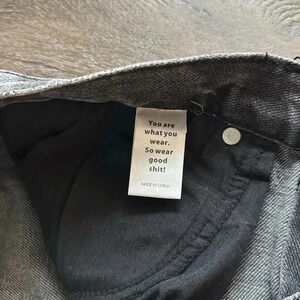 You are
what you
wear.
So wear
good
shit!
MADE IN CHINA